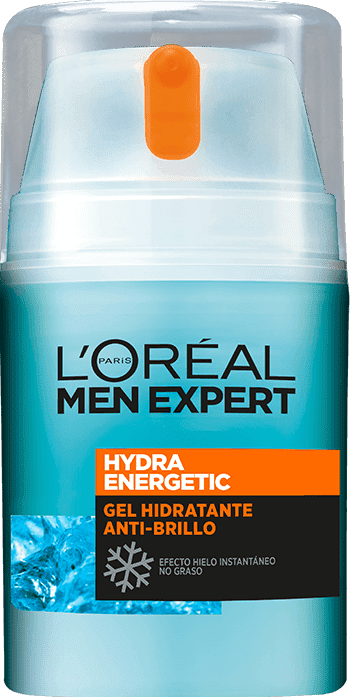 L'ORÉAL
PARIS
MEN EXPERT
HYDRA
ENERGETIC
GEL HIDRATANTE
ANTI-BRILLO
EFECTO HIELO INSTANTÁNEO
NO GRASO